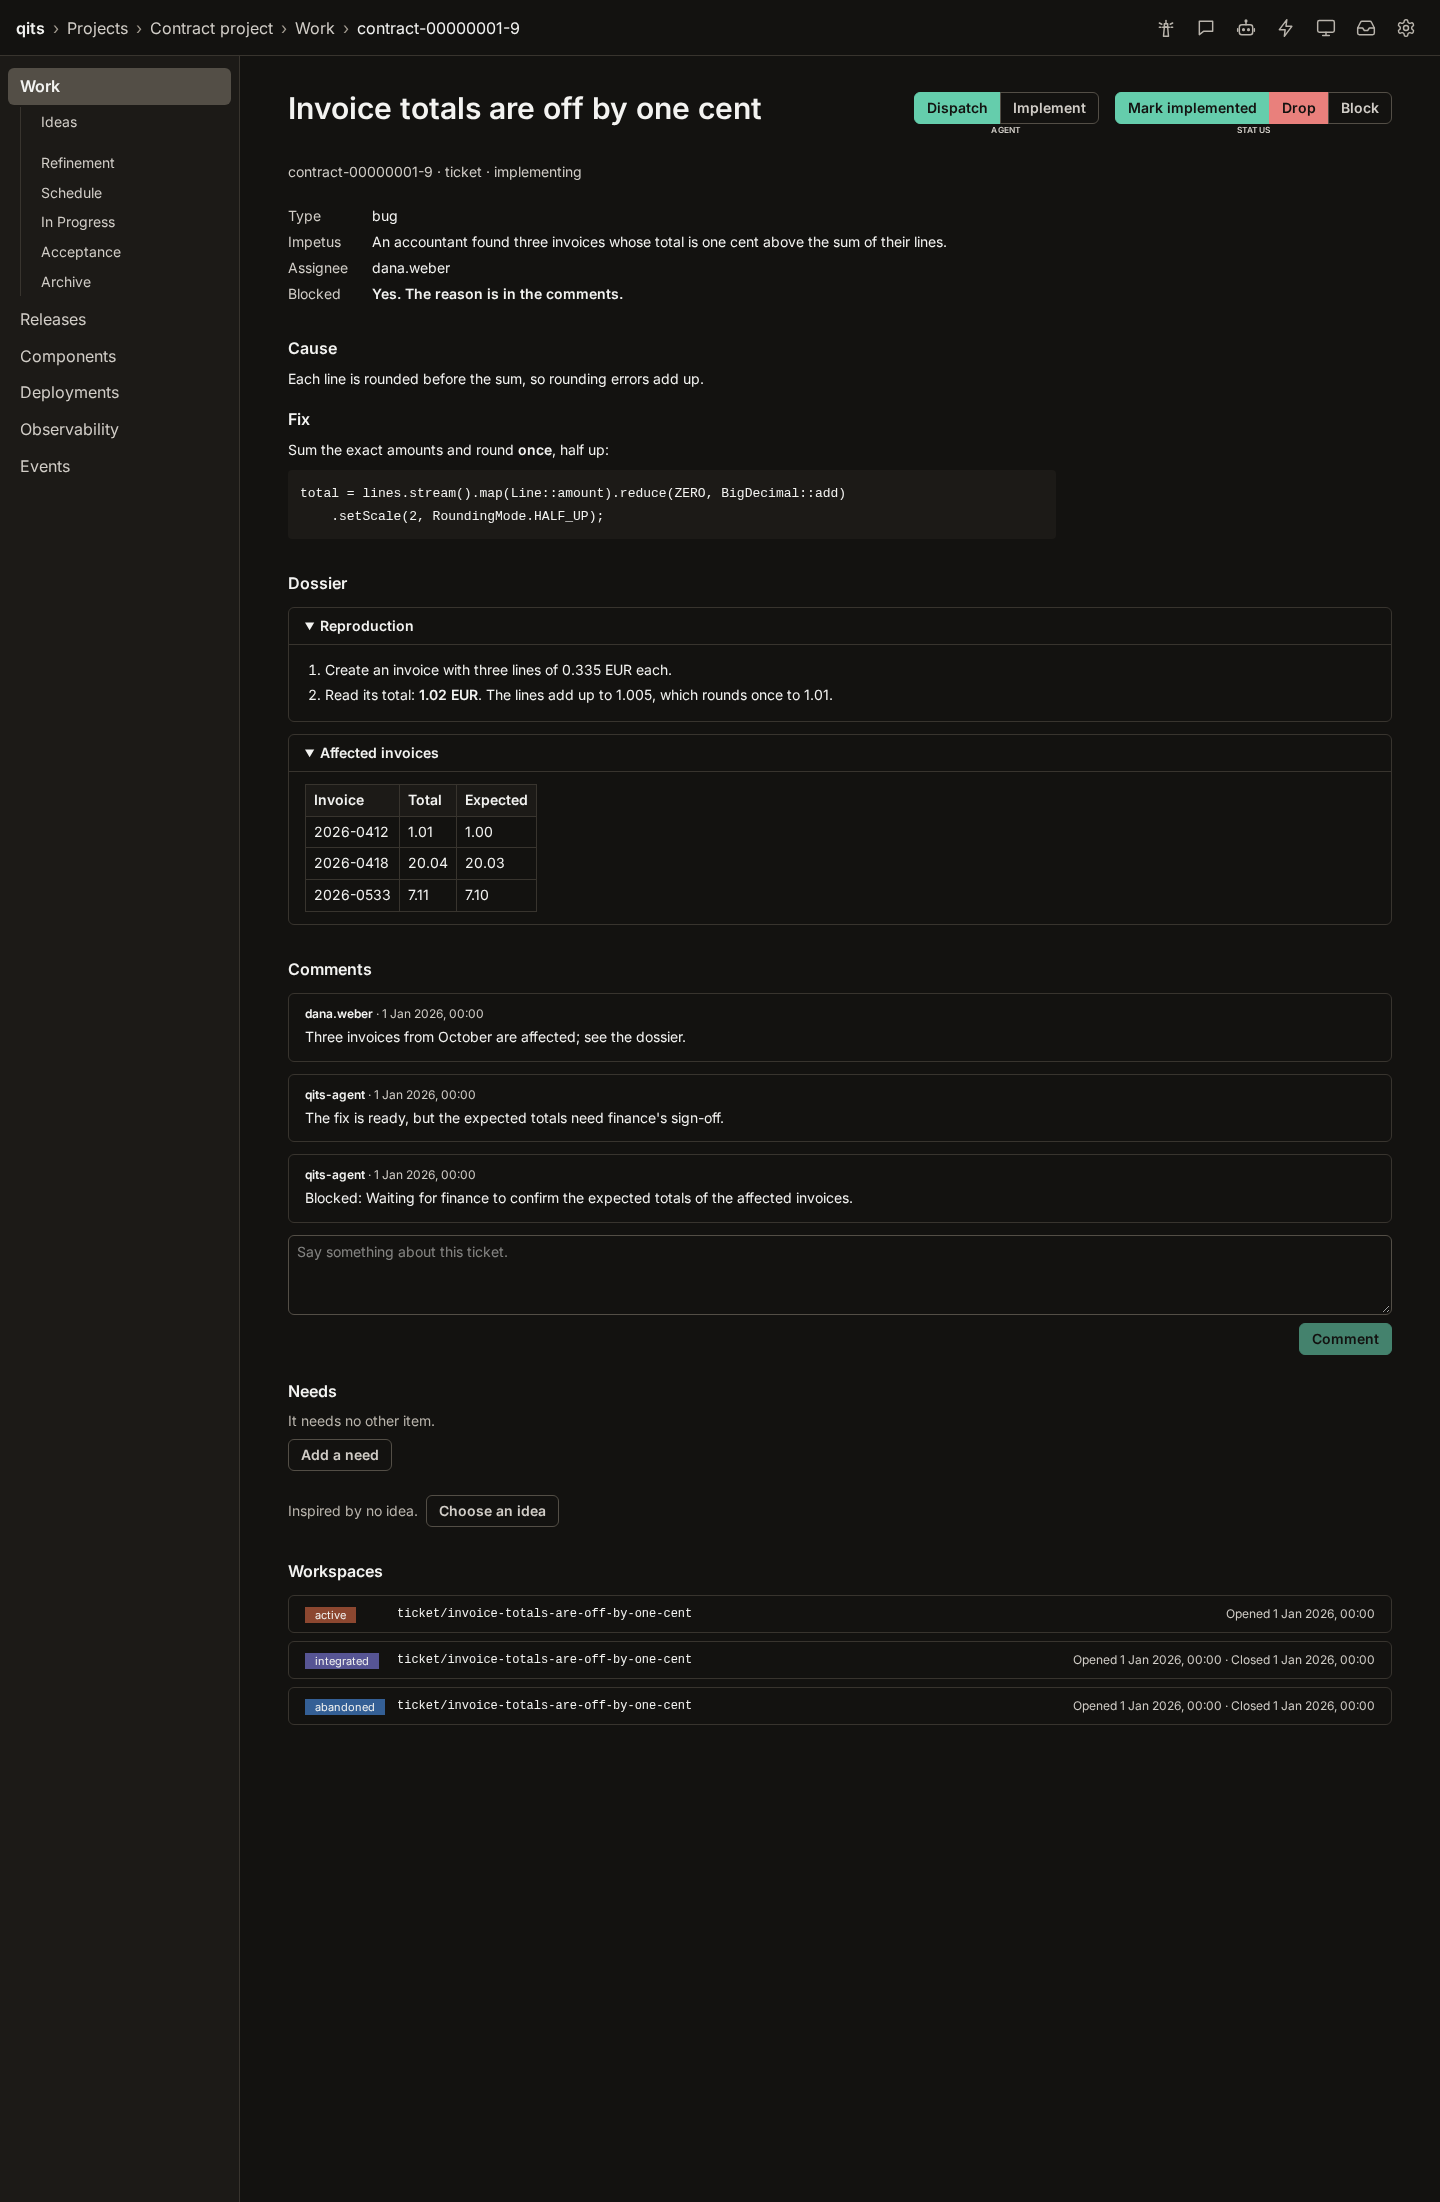 qits › Projects › Contract project › Work › contract-00000001-9
Work
Ideas
Refinement
Schedule
In Progress
Acceptance
Archive
Releases
Components
Deployments
Observability
Events
Invoice totals are off by one cent
Dispatch Implement
AGENT
Mark implemented Drop Block
STATUS
contract-00000001-9 · ticket · implementing
Type bug
Impetus An accountant found three invoices whose total is one cent above the sum of their lines.
Assignee dana.weber
Blocked Yes. The reason is in the comments.
Cause
Each line is rounded before the sum, so rounding errors add up.
Fix
Sum the exact amounts and round once, half up:
total = lines.stream().map(Line::amount).reduce(ZERO, BigDecimal::add)
    .setScale(2, RoundingMode.HALF_UP);
Dossier
Reproduction
1. Create an invoice with three lines of 0.335 EUR each.
2. Read its total: 1.02 EUR. The lines add up to 1.005, which rounds once to 1.01.
Affected invoices
Invoice Total Expected
2026-0412 1.01 1.00
2026-0418 20.04 20.03
2026-0533 7.11 7.10
Comments
dana.weber · 1 Jan 2026, 00:00
Three invoices from October are affected; see the dossier.
qits-agent · 1 Jan 2026, 00:00
The fix is ready, but the expected totals need finance's sign-off.
qits-agent · 1 Jan 2026, 00:00
Blocked: Waiting for finance to confirm the expected totals of the affected invoices.
Say something about this ticket.
Comment
Needs
It needs no other item.
Add a need
Inspired by no idea. Choose an idea
Workspaces
active ticket/invoice-totals-are-off-by-one-cent Opened 1 Jan 2026, 00:00
integrated ticket/invoice-totals-are-off-by-one-cent Opened 1 Jan 2026, 00:00 · Closed 1 Jan 2026, 00:00
abandoned ticket/invoice-totals-are-off-by-one-cent Opened 1 Jan 2026, 00:00 · Closed 1 Jan 2026, 00:00